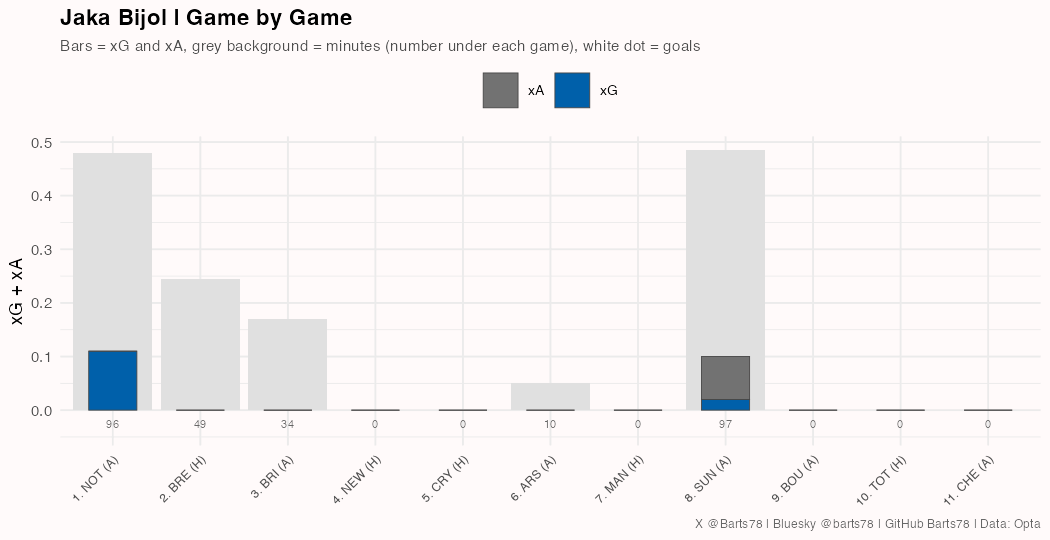 Jaka Bijol | Game by Game
Bars = xG and xA, grey background = minutes (number under each game), white dot = goals
xA xG
xG + xA
0.5
0.4
0.3
0.2
0.1
0.0
96 49 34 0 0 10 0 97 0 0 0
1. NOT (A) 2. BRE (H) 3. BRI (A) 4. NEW (H) 5. CRY (H) 6. ARS (A) 7. MAN (H) 8. SUN (A) 9. BOU (A) 10. TOT (H) 11. CHE (A)
X @Barts78 | Bluesky @barts78 | GitHub Barts78 | Data: Opta